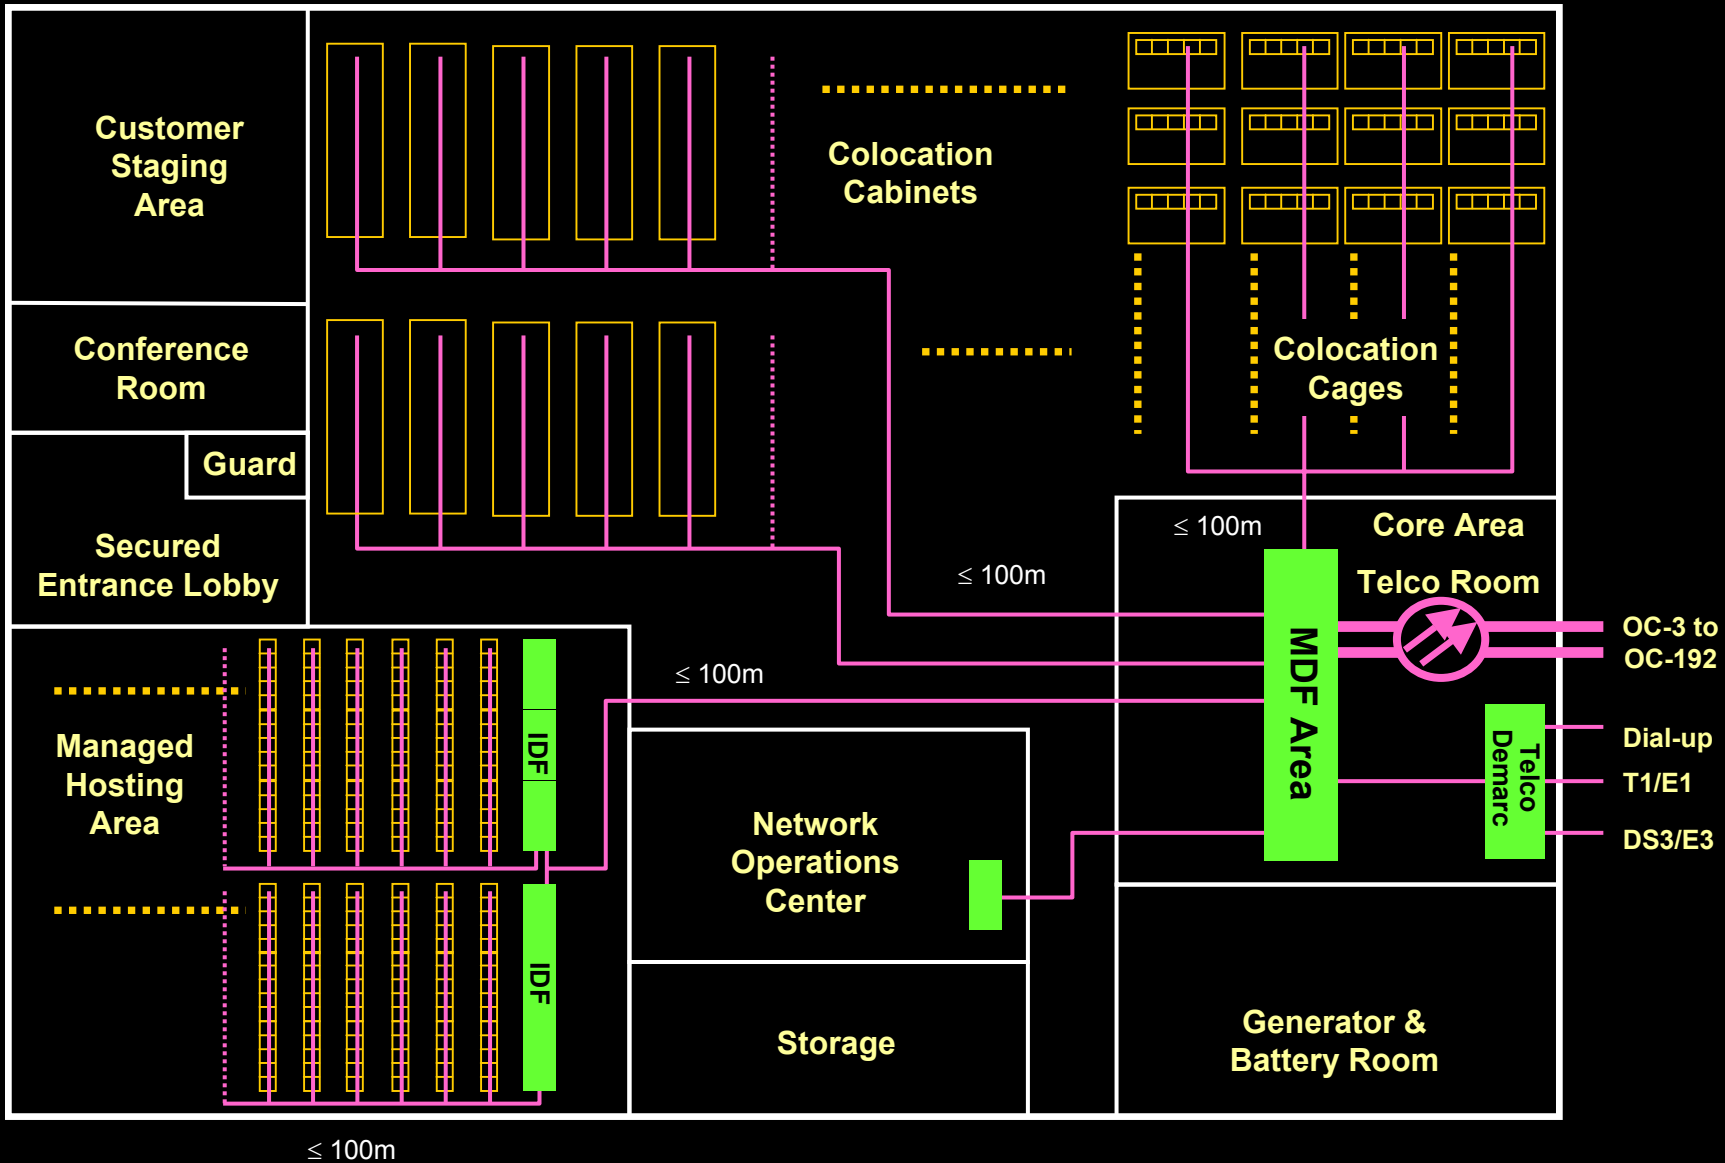 Customer
Staging
Area
Colocation
Cabinets
Conference
Room
Colocation
Cages
Guard
Secured
Entrance Lobby
≤ 100m
Core Area
≤ 100m
Telco Room
OC-3 to
OC-192
≤ 100m
MDF Area
IDF
Managed
Hosting
Area
Telco
Demarc
Dial-up
T1/E1
DS3/E3
Network
Operations
Center
IDF
Storage
Generator &
Battery Room
≤ 100m